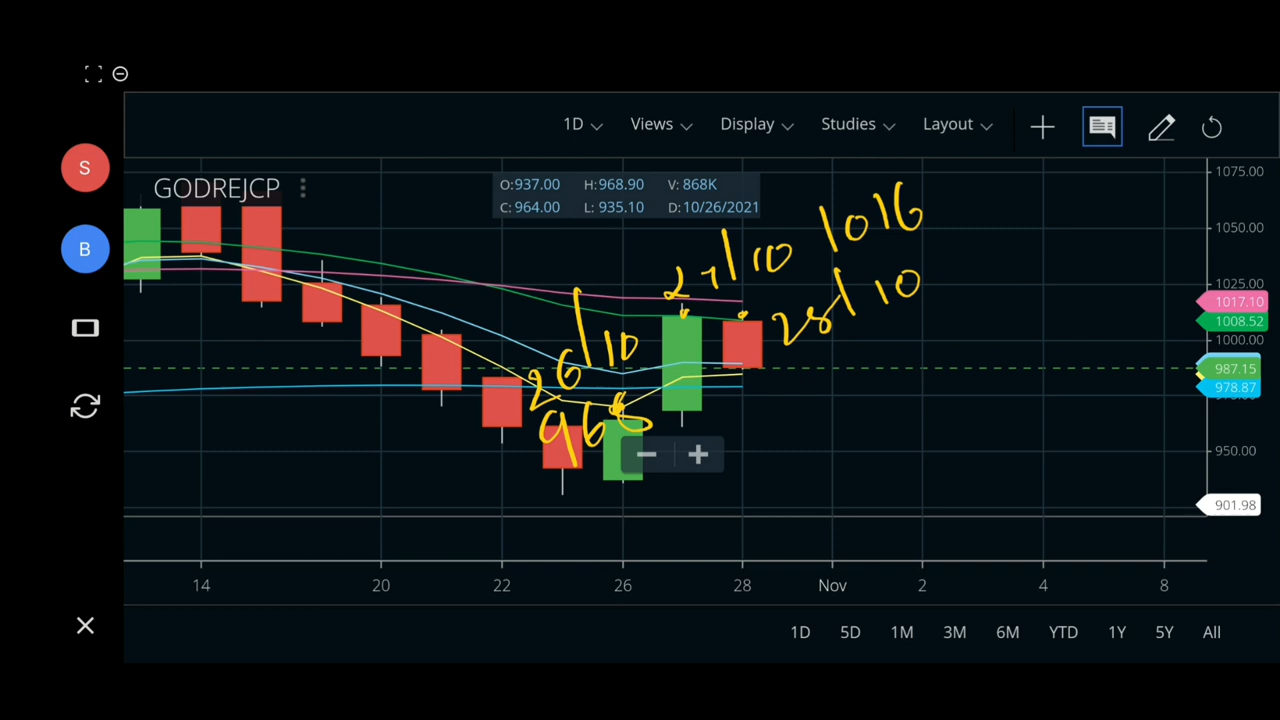 1D Views Display Studies Layout
S
GODREJCP
O:937.00 H:968.90 V: 868K
C: 964.00 L: 935.10 D:10/26/2021
B
1075.00
1050.00
1025.00
1017.10
1008.52
1000.00
987.15
978.87
950.00
901.98
27/10 1016
28/10
26/10
968
14 20 22 26 28 Nov 2 4 8
1D 5D 1M 3M 6M YTD 1Y 5Y All